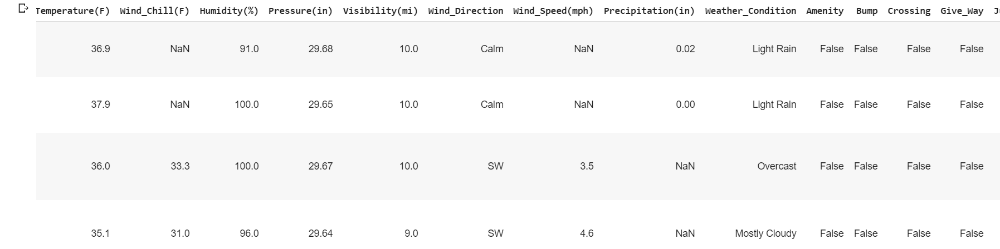 Temperature(F) Wind_Chill(F) Humidity(%) Pressure(in) Visibility(mi) Wind_Direction Wind_Speed(mph) Precipitation(in) Weather_Condition Amenity Bump Crossing Give_Way
36.9 NaN 91.0 29.68 10.0 Calm NaN 0.02 Light Rain False False False False
37.9 NaN 100.0 29.65 10.0 Calm NaN 0.00 Light Rain False False False False
36.0 33.3 100.0 29.67 10.0 SW 3.5 NaN Overcast False False False False
35.1 31.0 96.0 29.64 9.0 SW 4.6 NaN Mostly Cloudy False False False False